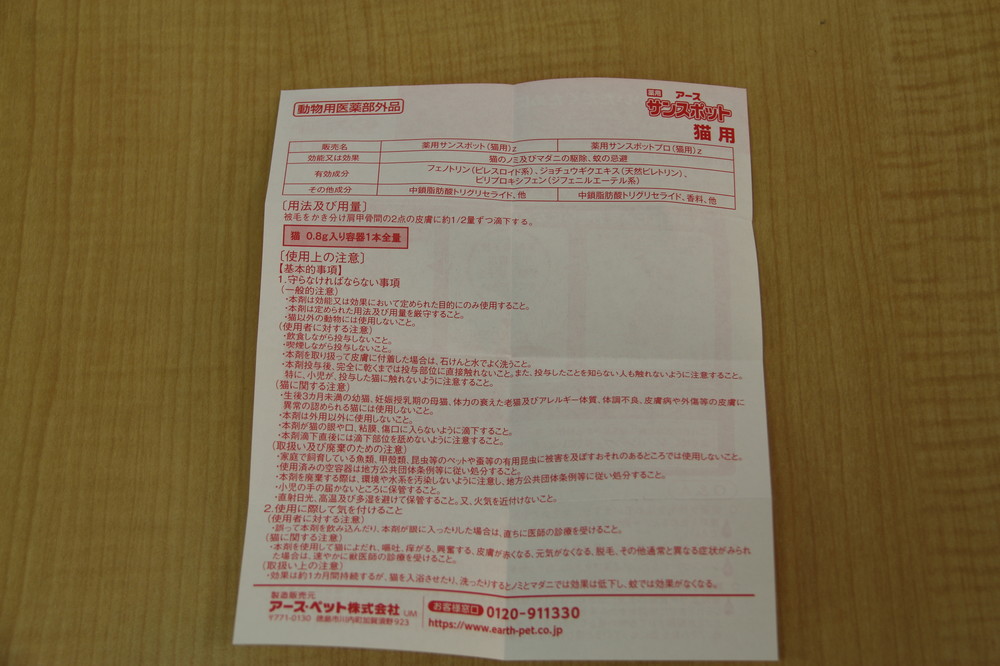 動物用医薬部外品
薬用 アース
サンスポット
猫用
販売名 薬用サンスポット(猫用)z 薬用サンスポットプロ(猫用)z
効能又は効果 猫のノミ及びマダニの駆除、蚊の忌避
有効成分 フェノトリン(ピレスロイド系)、ジョチュウギクエキス(天然ピレトリン)、
ピリプロキシフェン(ジフェニルエーテル系)
その他成分 中鎖脂肪酸トリグリセライド、他 中鎖脂肪酸トリグリセライド、香料、他
〔用法及び用量〕
被毛をかき分け肩甲骨間の2点の皮膚に約1/2量ずつ滴下する。
猫 0.8g入り容器1本全量
〔使用上の注意〕
【基本的事項】
1.守らなければならない事項
(一般的注意)
・本剤は効能又は効果において定められた目的にのみ使用すること。
・本剤は定められた用法及び用量を厳守すること。
・猫以外の動物には使用しないこと。
(使用者に対する注意)
・飲食しながら投与しないこと。
・喫煙しながら投与しないこと。
・本剤を取り扱って皮膚に付着した場合は、石けんと水でよく洗うこと。
・本剤投与後、完全に乾くまでは投与部位に直接触れないこと。また、投与したことを知らない人も触れないように注意すること。
特に、小児が、投与した猫に触れないように注意すること。
(猫に関する注意)
・生後3カ月未満の幼猫、妊娠授乳期の母猫、体力の衰えた老猫及びアレルギー体質、体調不良、皮膚病や外傷等の皮膚に
異常の認められる猫には使用しないこと。
・本剤は外用以外に使用しないこと。
・本剤が猫の眼や口、粘膜、傷口に入らないように滴下すること。
・本剤滴下直後には滴下部位を舐めないように注意すること。
(取扱い及び廃棄のための注意)
・家庭で飼育している魚類、甲殻類、昆虫等のペットや蚕等の有用昆虫に被害を及ぼすおそれのあるところでは使用しないこと。
・使用済みの空容器は地方公共団体条例等に従い処分すること。
・本剤を廃棄する際は、環境や水系を汚染しないように注意し、地方公共団体条例等に従い処分すること。
・小児の手の届かないところに保管すること。
・直射日光、高温及び多湿を避けて保管すること。又、火気を近付けないこと。
2.使用に際して気を付けること
(使用者に対する注意)
・誤って本剤を飲み込んだり、本剤が眼に入ったりした場合は、直ちに医師の診療を受けること。
(猫に関する注意)
・本剤を使用して猫によだれ、嘔吐、痒がる、興奮する、皮膚が赤くなる、元気がなくなる、脱毛、その他通常と異なる症状がみられ
た場合は、速やかに獣医師の診療を受けること。
(取扱い上の注意)
・効果は約1カ月間持続するが、猫を入浴させたり、洗ったりするとノミとマダニでは効果は低下し、蚊では効果がなくなる。
製造販売元
アース・ペット株式会社 UM
〒771-0130 徳島市川内町加賀須野923
お客様窓口 0120-911330
https://www.earth-pet.co.jp